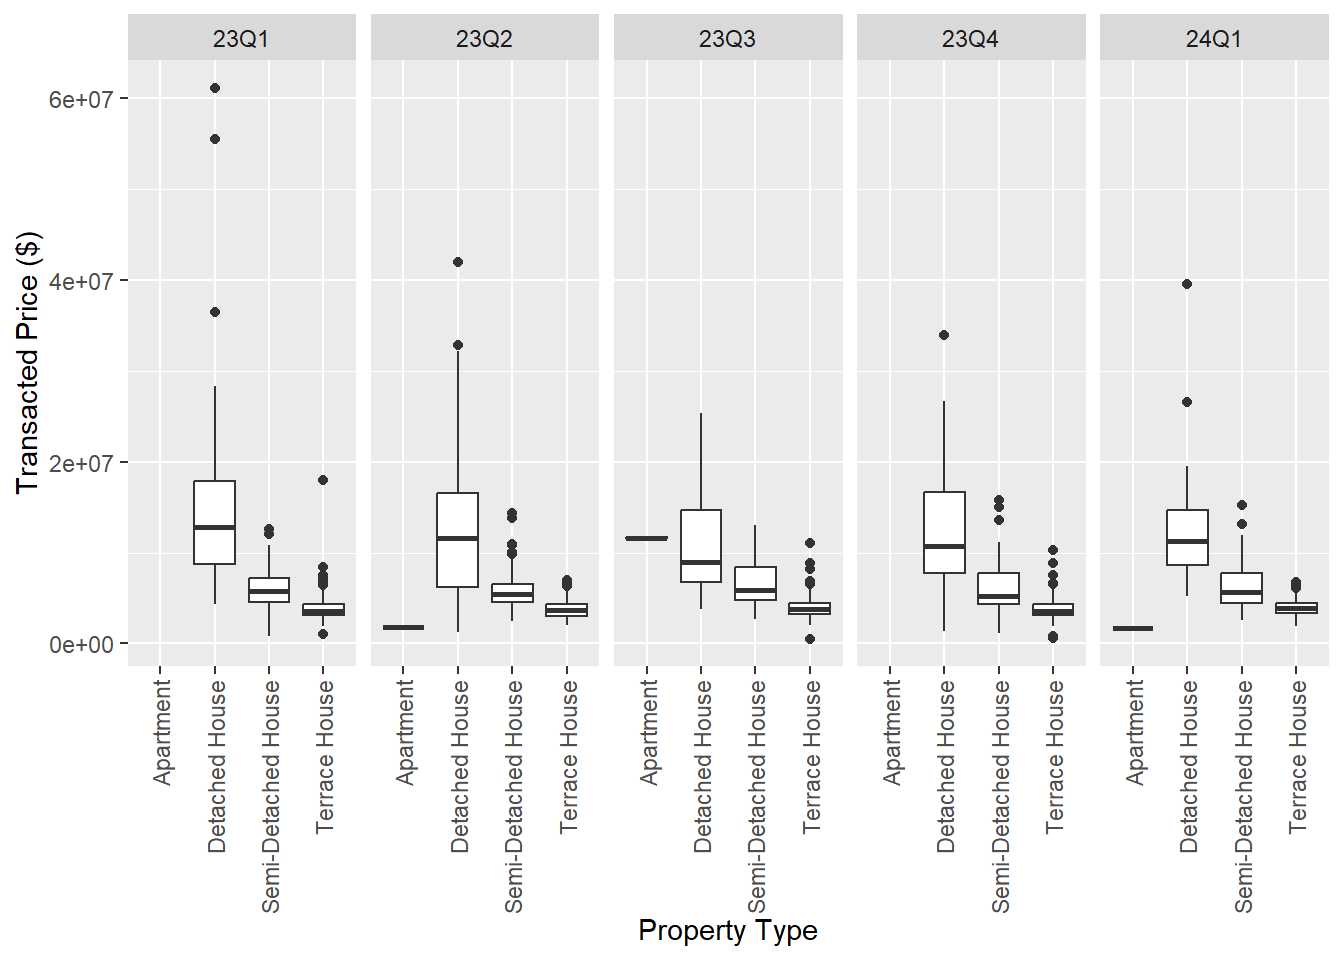 23Q1 23Q2 23Q3 23Q4 24Q1
Transacted Price ($)
6e+07
4e+07
2e+07
0e+00
Apartment
Detached House
Semi-Detached House
Terrace House
Apartment
Detached House
Semi-Detached House
Terrace House
Apartment
Detached House
Semi-Detached House
Terrace House
Apartment
Detached House
Semi-Detached House
Terrace House
Apartment
Detached House
Semi-Detached House
Terrace House
Property Type